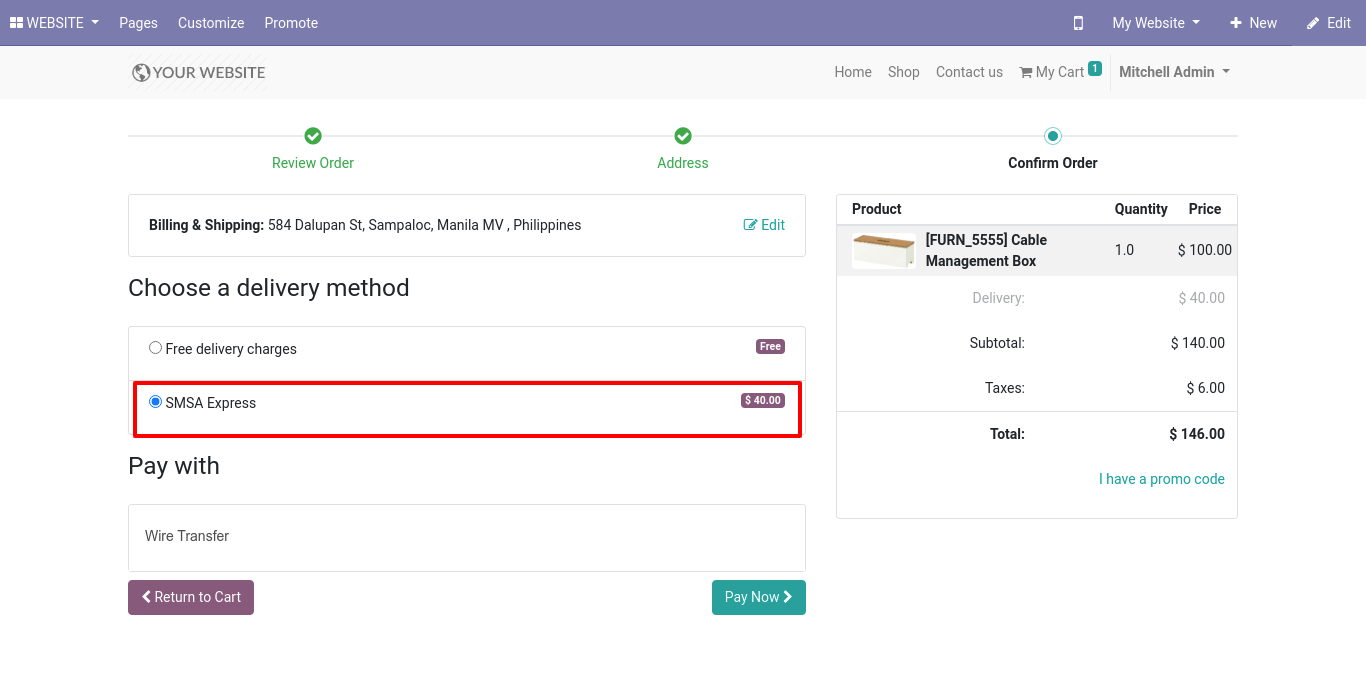 WEBSITE Pages Customize Promote My Website New Edit
YOUR WEBSITE Home Shop Contact us My Cart 1 Mitchell Admin
Review Order Address Confirm Order
Billing & Shipping: 584 Dalupan St, Sampaloc, Manila MV , Philippines Edit
Choose a delivery method
Free delivery charges Free
SMSA Express $ 40.00
Pay with
Wire Transfer
Return to Cart Pay Now
Product Quantity Price
[FURN_5555] Cable
Management Box 1.0 $ 100.00
Delivery: $ 40.00
Subtotal: $ 140.00
Taxes: $ 6.00
Total: $ 146.00
I have a promo code